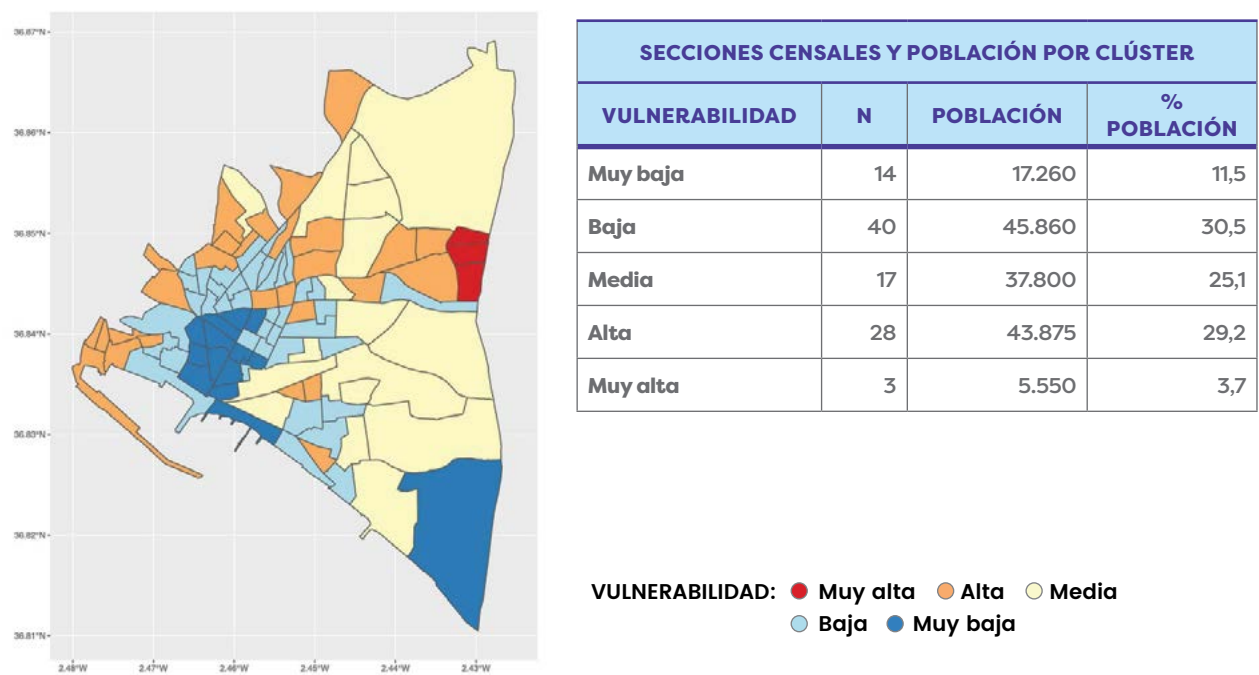 36.87°N
36.86°N
36.85°N
36.84°N
36.83°N
36.82°N
36.81°N
2.48°W 2.47°W 2.46°W 2.45°W 2.44°W 2.43°W
SECCIONES CENSALES Y POBLACIÓN POR CLÚSTER
VULNERABILIDAD N POBLACIÓN % POBLACIÓN
Muy baja 14 17.260 11,5
Baja 40 45.860 30,5
Media 17 37.800 25,1
Alta 28 43.875 29,2
Muy alta 3 5.550 3,7
VULNERABILIDAD: Muy alta Alta Media
Baja Muy baja